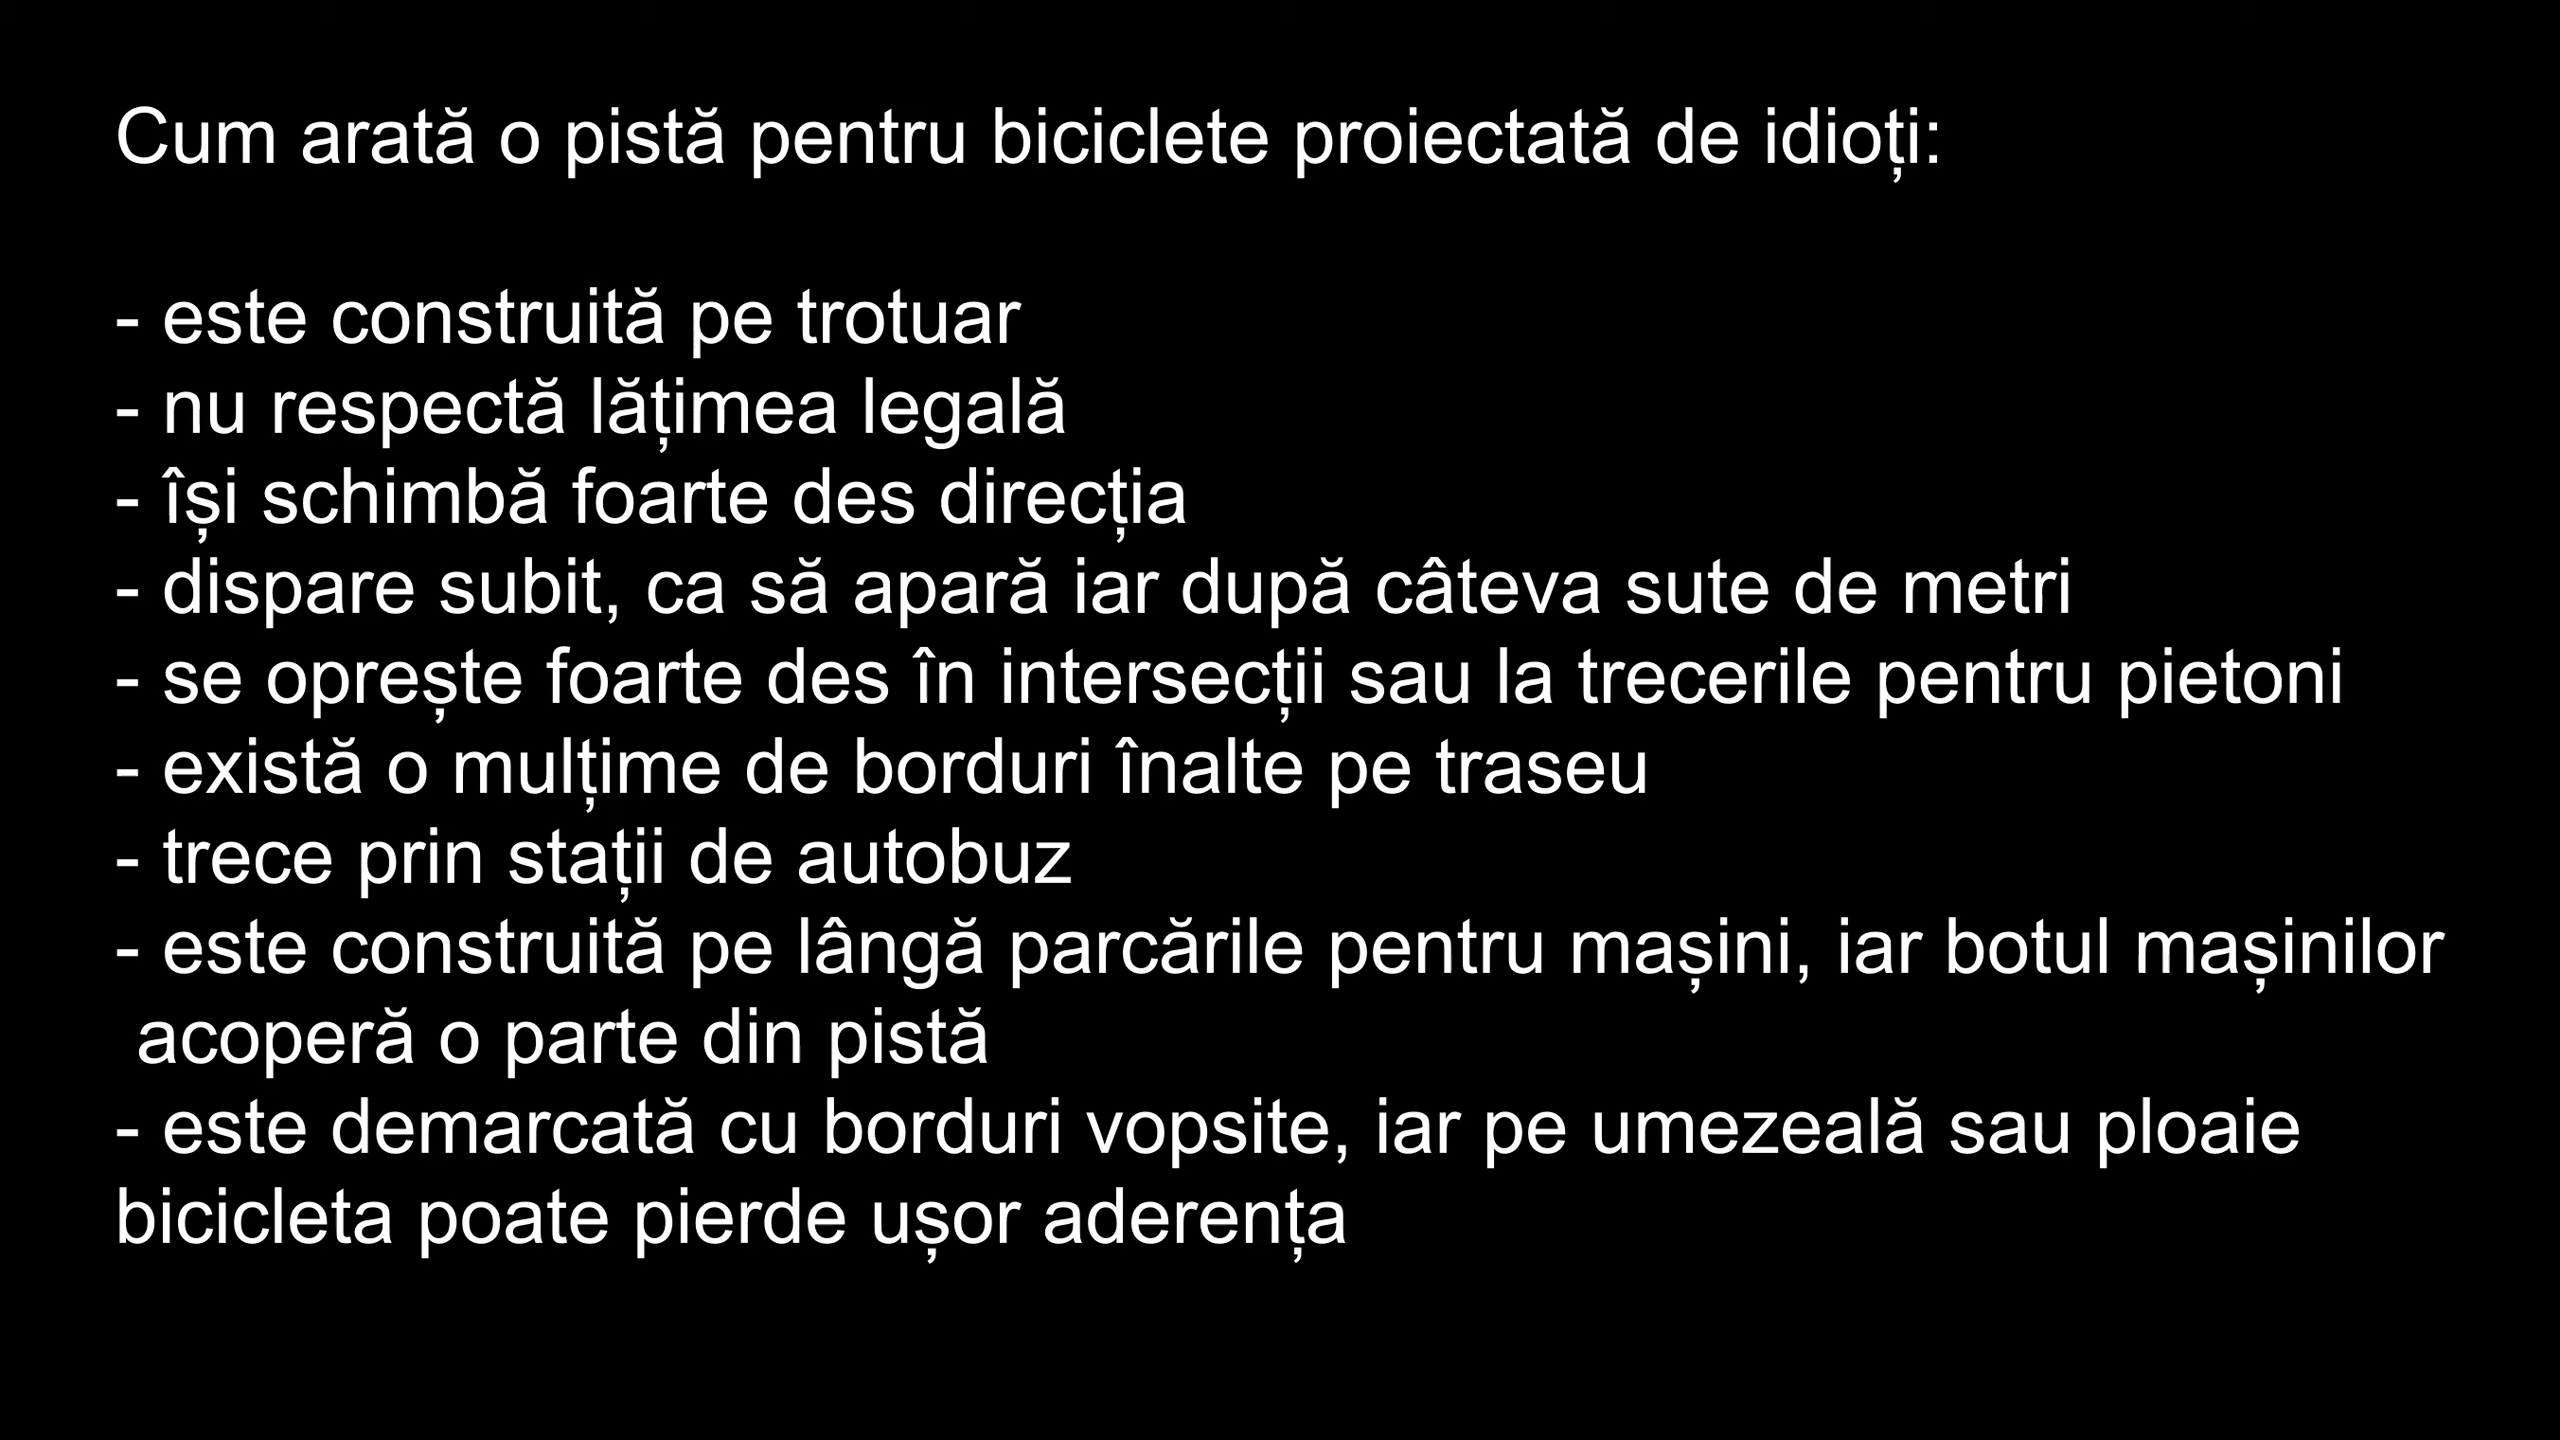 Cum arată o pistă pentru biciclete proiectată de idioți:
- este construită pe trotuar
- nu respectă lățimea legală
- își schimbă foarte des direcția
- dispare subit, ca să apară iar după câteva sute de metri
- se oprește foarte des în intersecții sau la trecerile pentru pietoni
- există o mulțime de borduri înalte pe traseu
- trece prin stații de autobuz
- este construită pe lângă parcările pentru mașini, iar botul mașinilor
acoperă o parte din pistă
- este demarcată cu borduri vopsite, iar pe umezeală sau ploaie
bicicleta poate pierde ușor aderența